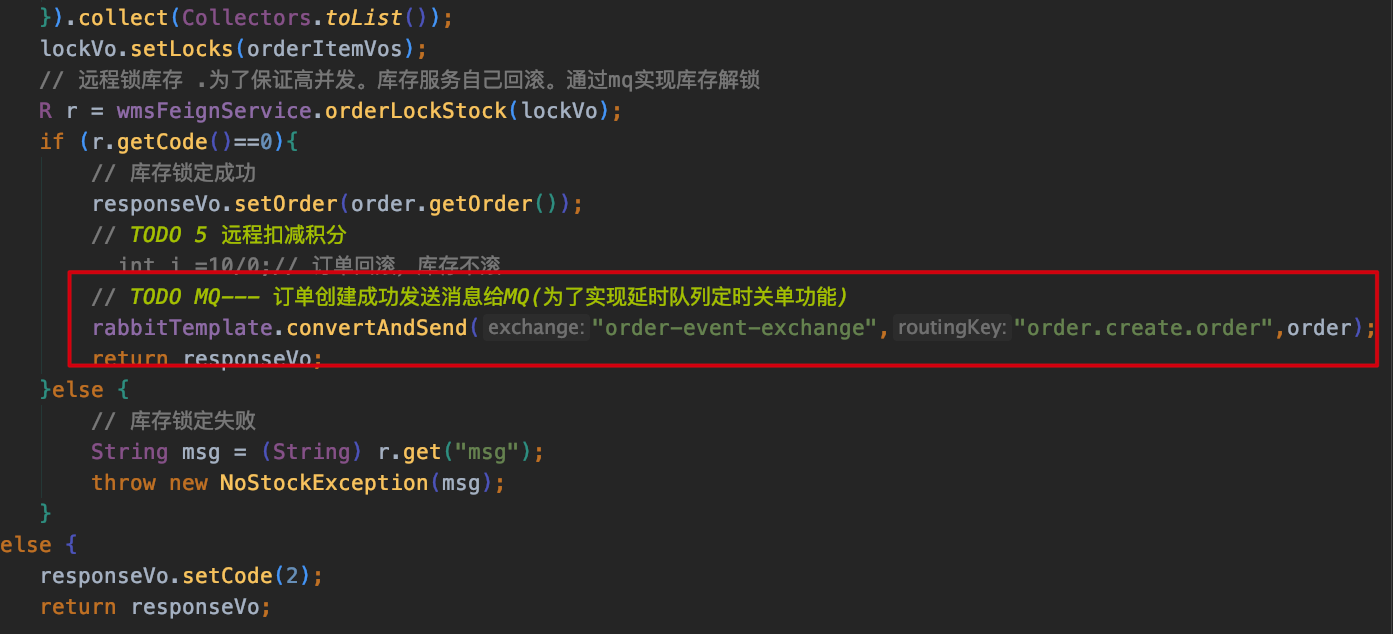 }).collect(Collectors.toList());
lockVo.setLocks(orderItemVos);
// 远程锁库存 .为了保证高并发。库存服务自己回滚。通过mq实现库存解锁
R r = wmsFeignService.orderLockStock(lockVo);
if (r.getCode()==0){
// 库存锁定成功
responseVo.setOrder(order.getOrder());
// TODO 5 远程扣减积分
int i =10/0;// 订单回滚，库存不滚
// TODO MQ--- 订单创建成功发送消息给MQ(为了实现延时队列定时关单功能)
rabbitTemplate.convertAndSend( exchange: "order-event-exchange", routingKey: "order.create.order",order);
return responseVo;
}else {
// 库存锁定失败
String msg = (String) r.get("msg");
throw new NoStockException(msg);
}
else {
responseVo.setCode(2);
return responseVo;